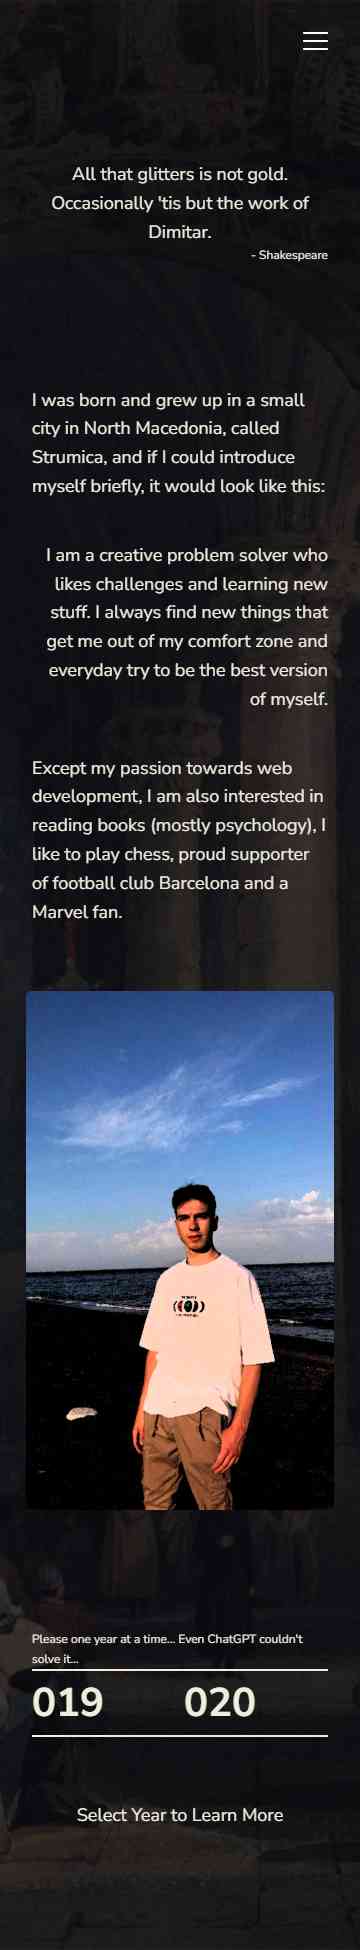 All that glitters is not gold.
Occasionally 'tis but the work of
Dimitar.
- Shakespeare
I was born and grew up in a small
city in North Macedonia, called
Strumica, and if I could introduce
myself briefly, it would look like this:
I am a creative problem solver who
likes challenges and learning new
stuff. I always find new things that
get me out of my comfort zone and
everyday try to be the best version
of myself.
Except my passion towards web
development, I am also interested in
reading books (mostly psychology), I
like to play chess, proud supporter
of football club Barcelona and a
Marvel fan.
Please one year at a time... Even ChatGPT couldn't
solve it...
019 020
Select Year to Learn More